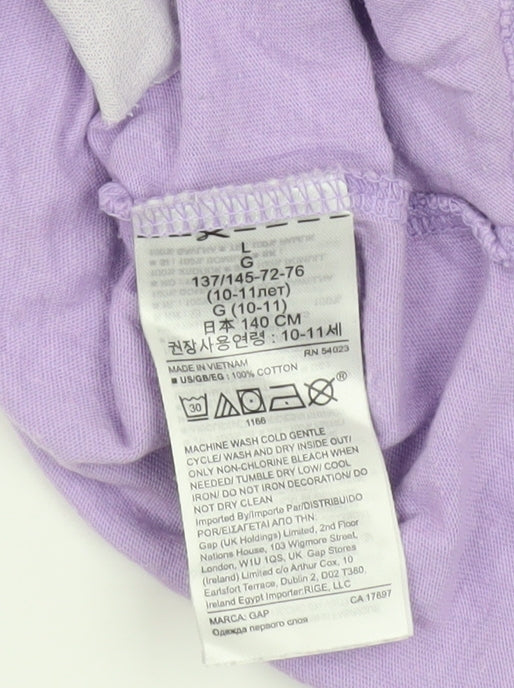 L
G
137/145-72-76
(10-11лет)
G (10-11)
日本 140 CM
권장사용연령 : 10-11세
MADE IN VIETNAM RN 54023
■ US/GB/EG : 100% COTTON
30 ®
1166
MACHINE WASH COLD GENTLE
CYCLE/ WASH AND DRY INSIDE OUT/
ONLY NON-CHLORINE BLEACH WHEN
NEEDED/ TUMBLE DRY LOW/ COOL
IRON/ DO NOT IRON DECORATION/ DO
NOT DRY CLEAN
Imported By/Importe Par/DISTRIBUIDO
POR/ΕΙΣΑΓΕΤΑΙ ΑΠΟ ΤΗΝ.
Gap (UK Holdings) Limited, 2nd Floor
Nations House, 103 Wigmore Street,
London, W1U 1QS, UK Gap Stores
(Ireland) Limited c/o Arthur Cox, 10
Earlsfort Terrace, Dublin 2, D02 T380,
Ireland Egypt Importer:RIGE, LLC
MARCA: GAP CA 17897
Одежда первого слоя